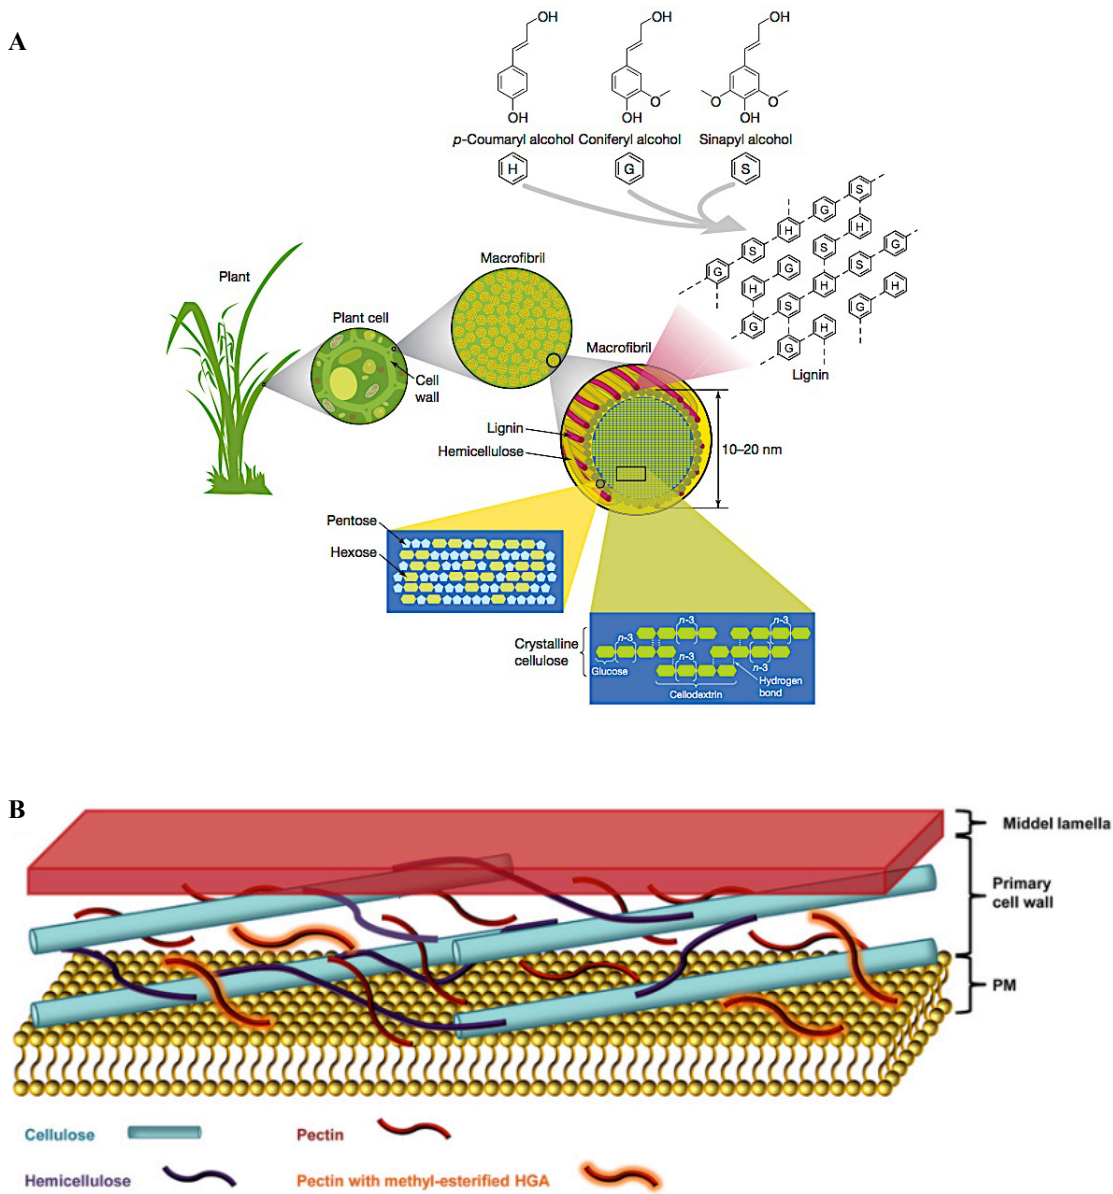 A
OH
OH
OH
O
O
O
OH
OH
OH
p-Coumaryl alcohol
Coniferyl alcohol
Sinapyl alcohol
H
G
S
S
G
H
H
S
S
G
G
G
S
H
H
H
S
G
G
H
G
Lignin
Plant
Macrofibril
Plant cell
Cell
wall
Macrofibril
Lignin
Hemicellulose
10–20 nm
Pentose
Hexose
Crystalline
cellulose
n-3
n-3
n-3
n-3
n-3
Glucose
Cellodextrin
Hydrogen
bond
B
Middel lamella
Primary
cell wall
PM
Cellulose
Pectin
Hemicellulose
Pectin with methyl-esterified HGA